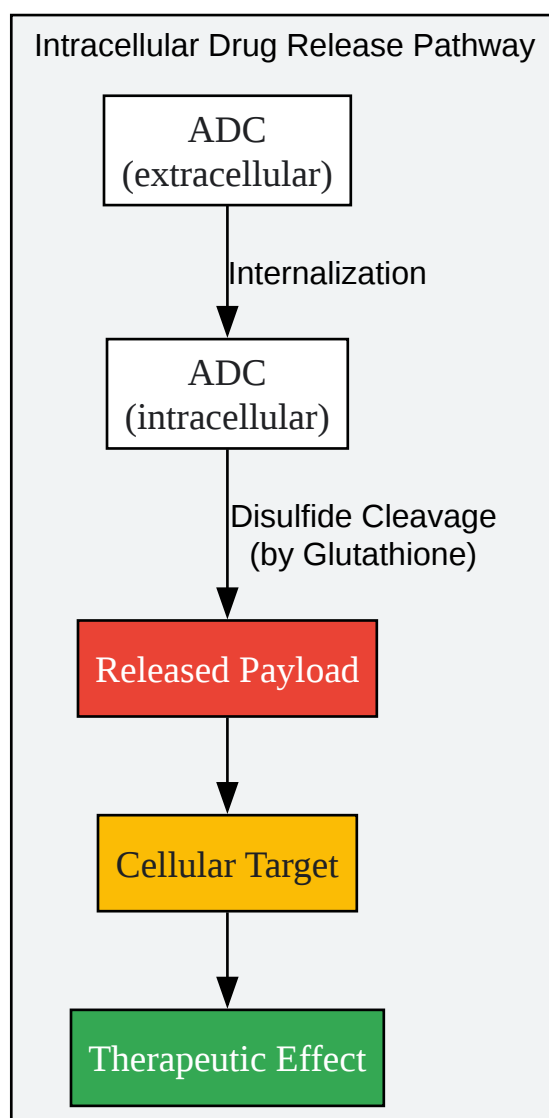 Intracellular Drug Release Pathway
ADC
(extracellular)
Internalization
ADC
(intracellular)
Disulfide Cleavage
(by Glutathione)
Released Payload
Cellular Target
Therapeutic Effect